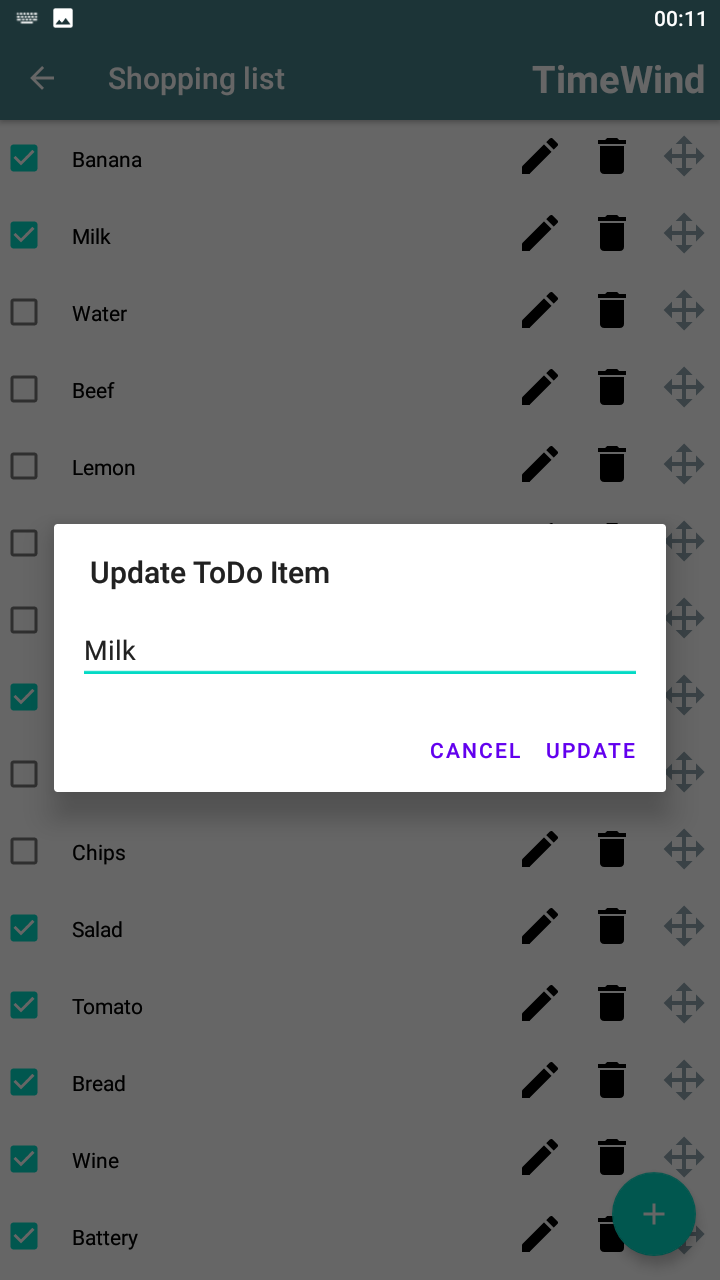 00:11
Shopping list TimeWind
Banana
Milk
Water
Beef
Lemon
Update ToDo Item
Milk
CANCEL UPDATE
Chips
Salad
Tomato
Bread
Wine
Battery